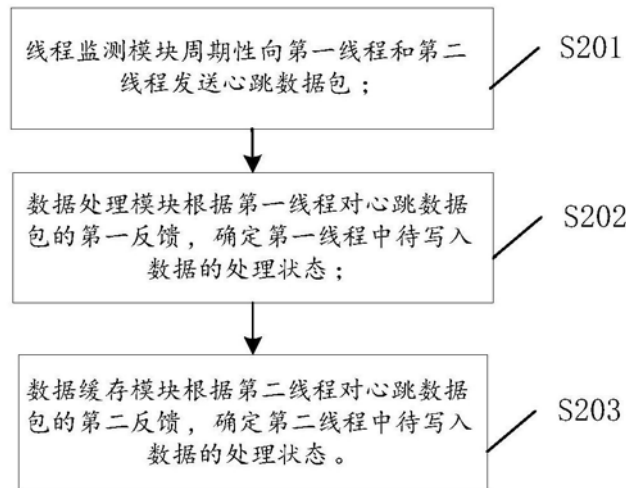 线程监测模块周期性向第一线程和第二
线程发送心跳数据包；
S201
数据处理模块根据第一线程对心跳数据
包的第一反馈，确定第一线程中待写入
数据的处理状态；
S202
数据缓存模块根据第二线程对心跳数据
包的第二反馈，确定第二线程中待写入
数据的处理状态。
S203